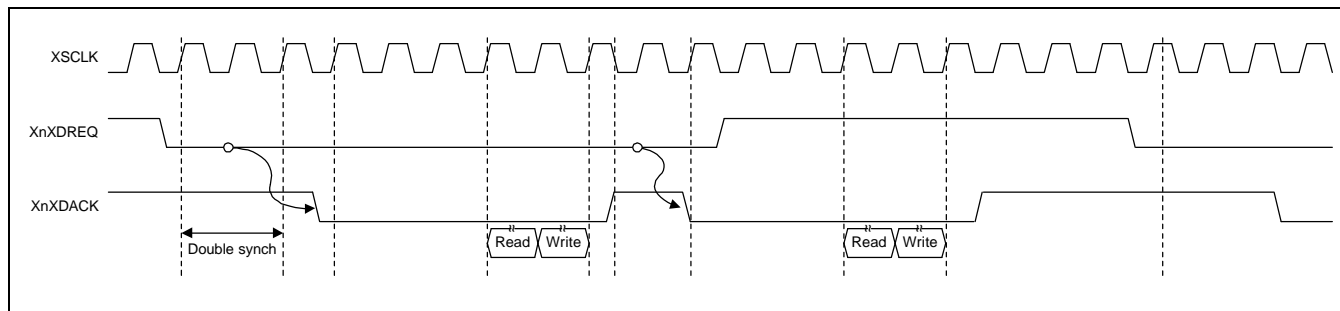 XSCLK
XnXDREQ
XnXDACK
Read Write Read Write
Double synch